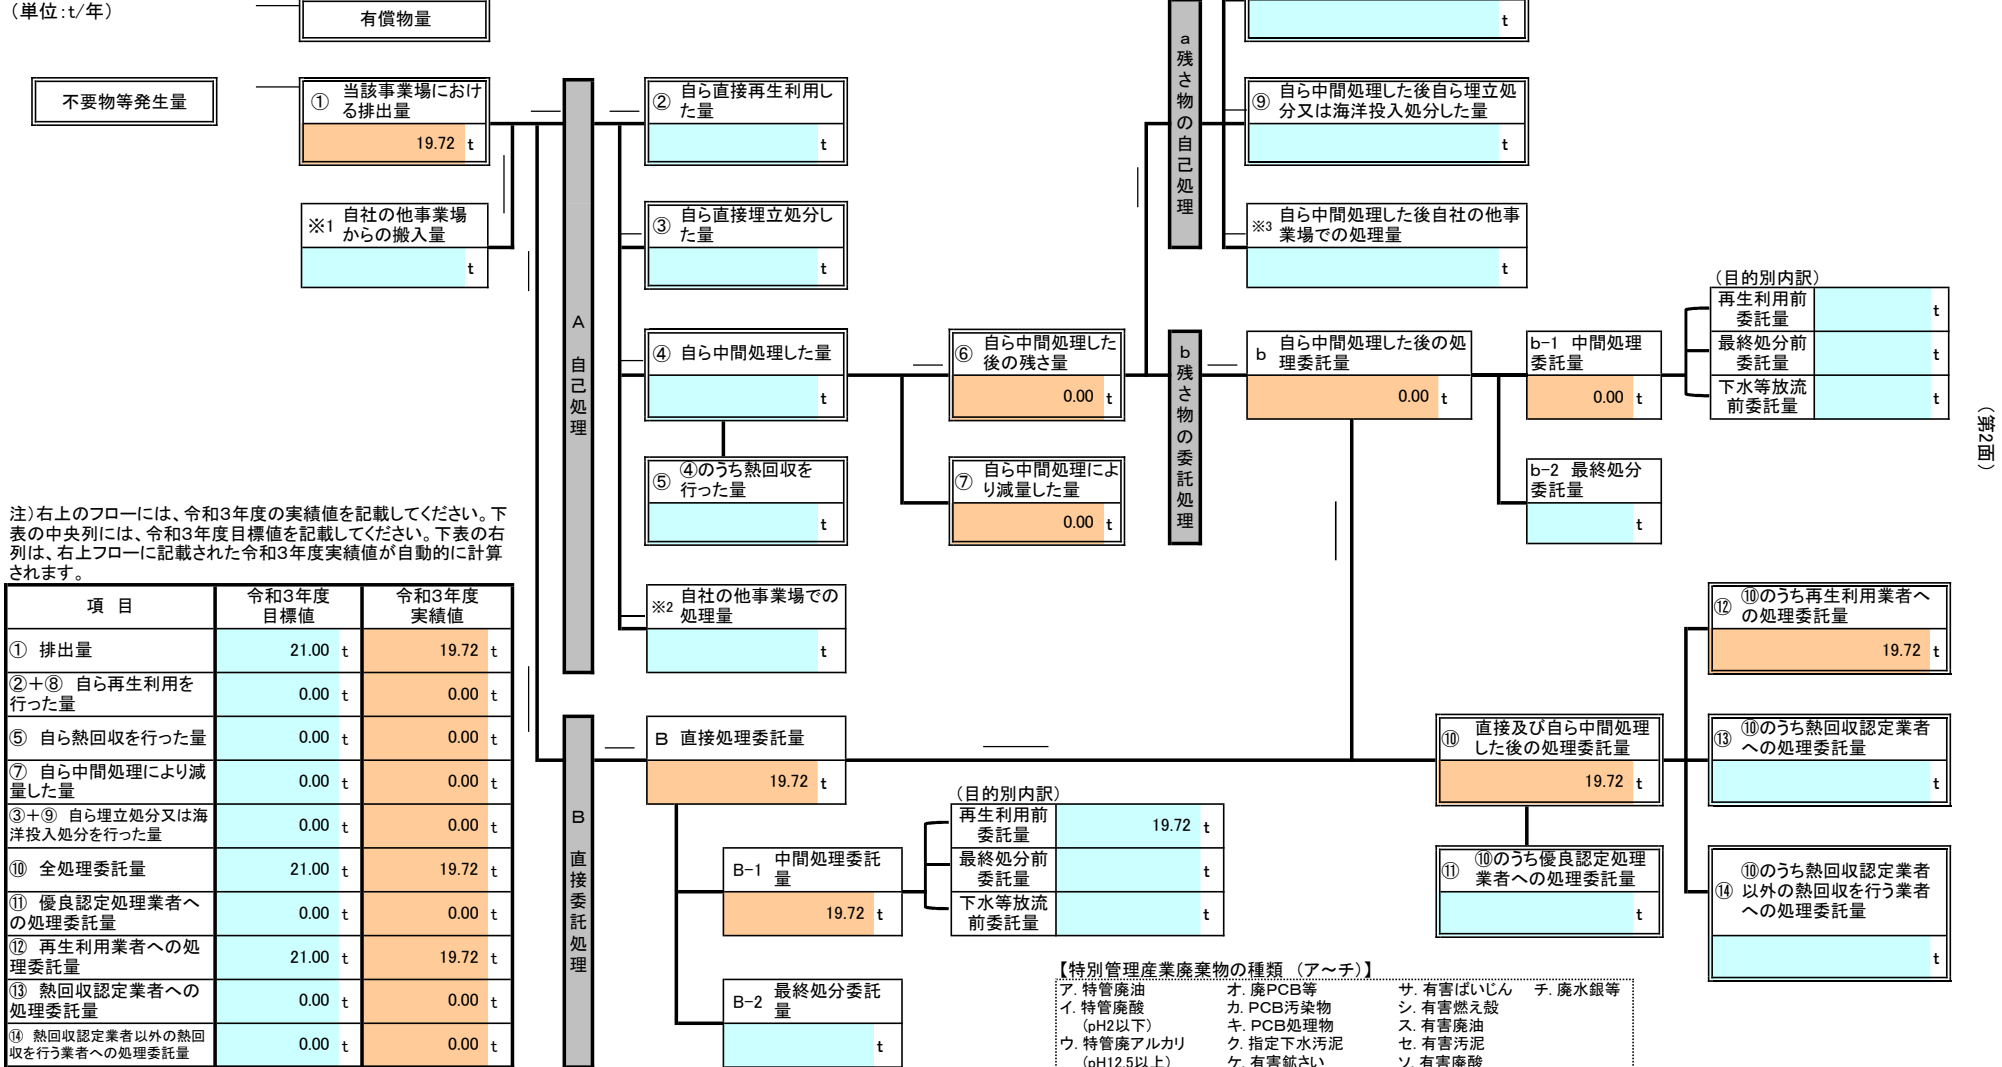 （単位:t/年）
有償物量
t
不要物等発生量
①
当該事業場におけ
る排出量
19.72 t
※1
自社の他事業場
からの搬入量
t
A 自己処理
②
自ら直接再生利用し
た量
t
③
自ら直接埋立処分し
た量
t
④ 自ら中間処理した量
t
⑤
④のうち熱回収を
行った量
t
※2
自社の他事業場での
処理量
t
⑥
自ら中間処理した
後の残さ量
0.00 t
⑦
自ら中間処理によ
り減量した量
0.00 t
a残さ物の自己処理
⑨
自ら中間処理した後自ら埋立処
分又は海洋投入処分した量
t
※3
自ら中間処理した後自社の他事
業場での処理量
t
b残さ物の委託処理
b
自ら中間処理した後の処
理委託量
0.00 t
b-1 中間処理
委託量
0.00 t
b-2 最終処分
委託量
t
（目的別内訳）
再生利用前
委託量
t
最終処分前
委託量
t
下水等放流
前委託量
t
（第2面）
注）右上のフローには、令和3年度の実績値を記載してください。下
表の中央列には、令和3年度目標値を記載してください。下表の右
列は、右上フローに記載された令和3年度実績値が自動的に計算
されます。
項 目
令和3年度
目標値
令和3年度
実績値
① 排出量
21.00 t 19.72 t
②＋⑧ 自ら再生利用を
行った量
0.00 t 0.00 t
⑤ 自ら熱回収を行った量
0.00 t 0.00 t
⑦ 自ら中間処理により減
量した量
0.00 t 0.00 t
③＋⑨ 自ら埋立処分又は海
洋投入処分を行った量
0.00 t 0.00 t
⑩ 全処理委託量
21.00 t 19.72 t
⑪ 優良認定処理業者へ
の処理委託量
0.00 t 0.00 t
⑫ 再生利用業者への処
理委託量
21.00 t 19.72 t
⑬ 熱回収認定業者への
処理委託量
0.00 t 0.00 t
⑭ 熱回収認定業者以外の熱回
収を行う業者への処理委託量
0.00 t 0.00 t
B 直接委託処理
B 直接処理委託量
19.72 t
B-1
中間処理委託
量
19.72 t
B-2
最終処分委託
量
t
（目的別内訳）
再生利用前
委託量
19.72 t
最終処分前
委託量
t
下水等放流
前委託量
t
⑩
直接及び自ら中間処理
した後の処理委託量
19.72 t
⑪
⑩のうち優良認定処理
業者への処理委託量
t
⑫
⑩のうち再生利用業者へ
の処理委託量
19.72 t
⑬
⑩のうち熱回収認定業者
への処理委託量
t
⑭
⑩のうち熱回収認定業者
以外の熱回収を行う業者
への処理委託量
t
【特別管理産業廃棄物の種類 （ア～チ）】
ア. 特管廃油 オ. 廃PCB等 サ. 有害ばいじん チ. 廃水銀等
イ. 特管廃酸 カ. PCB汚染物 シ. 有害燃え殻
（pH2以下） キ. PCB処理物 ス. 有害廃油
ウ. 特管廃アルカリ ク. 指定下水汚泥 セ. 有害汚泥
（pH12.5以上） ケ. 有害鉱さい ソ. 有害廃酸